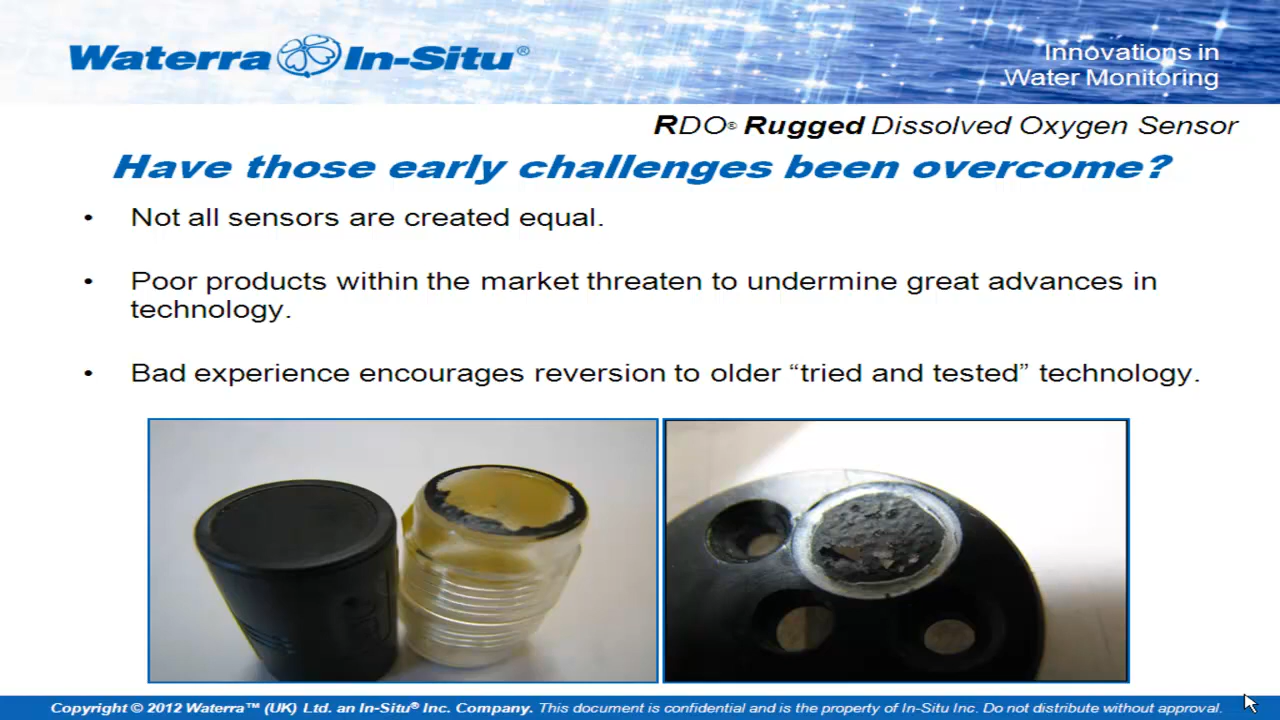 Waterra In-Situ®
Innovations in
Water Monitoring
RDO® Rugged Dissolved Oxygen Sensor
Have those early challenges been overcome?
• Not all sensors are created equal.
• Poor products within the market threaten to undermine great advances in
technology.
• Bad experience encourages reversion to older “tried and tested” technology.
Copyright © 2012 Waterra™ (UK) Ltd. an In-Situ® Inc. Company. This document is confidential and is the property of In-Situ Inc. Do not distribute without approval.